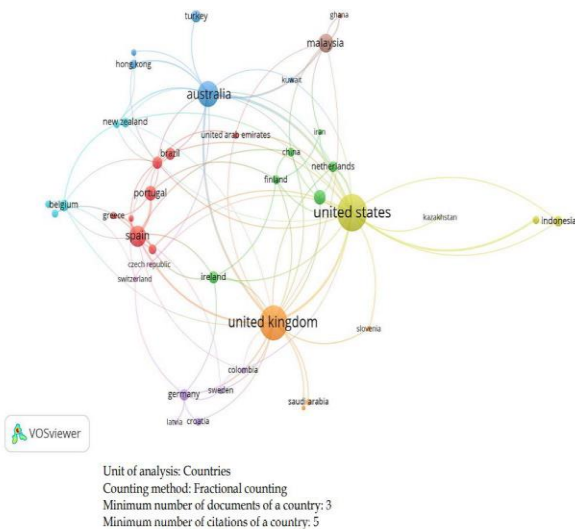 ghana
turkey
malaysia
hong kong
kuwait
australia
new zealand
iran
united arab emirates
brazil
china
netherlands
finland
portugal
belgium
greece
united states
kazakhstan
indonesia
spain
czech republic
switzerland
ireland
united kingdom
slovenia
colombia
sweden
germany
saudi arabia
latvia
croatia
VOSviewer
Unit of analysis: Countries
Counting method: Fractional counting
Minimum number of documents of a country: 3
Minimum number of citations of a country: 5